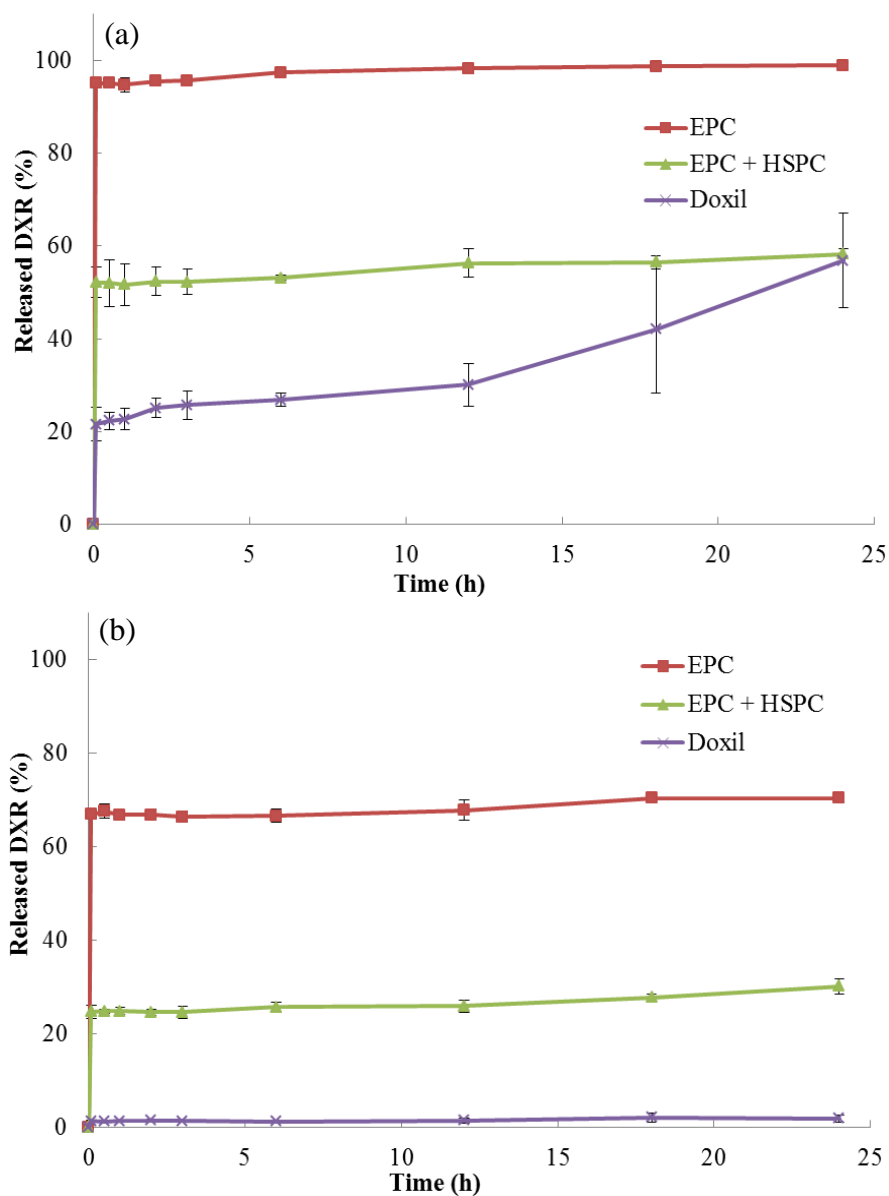 (a)
100
80
60
40
20
0
Released DXR (%)
EPC
EPC + HSPC
Doxil
0 5 10 15 20 25
Time (h)
(b)
100
80
60
40
20
0
Released DXR (%)
EPC
EPC + HSPC
Doxil
0 5 10 15 20 25
Time (h)